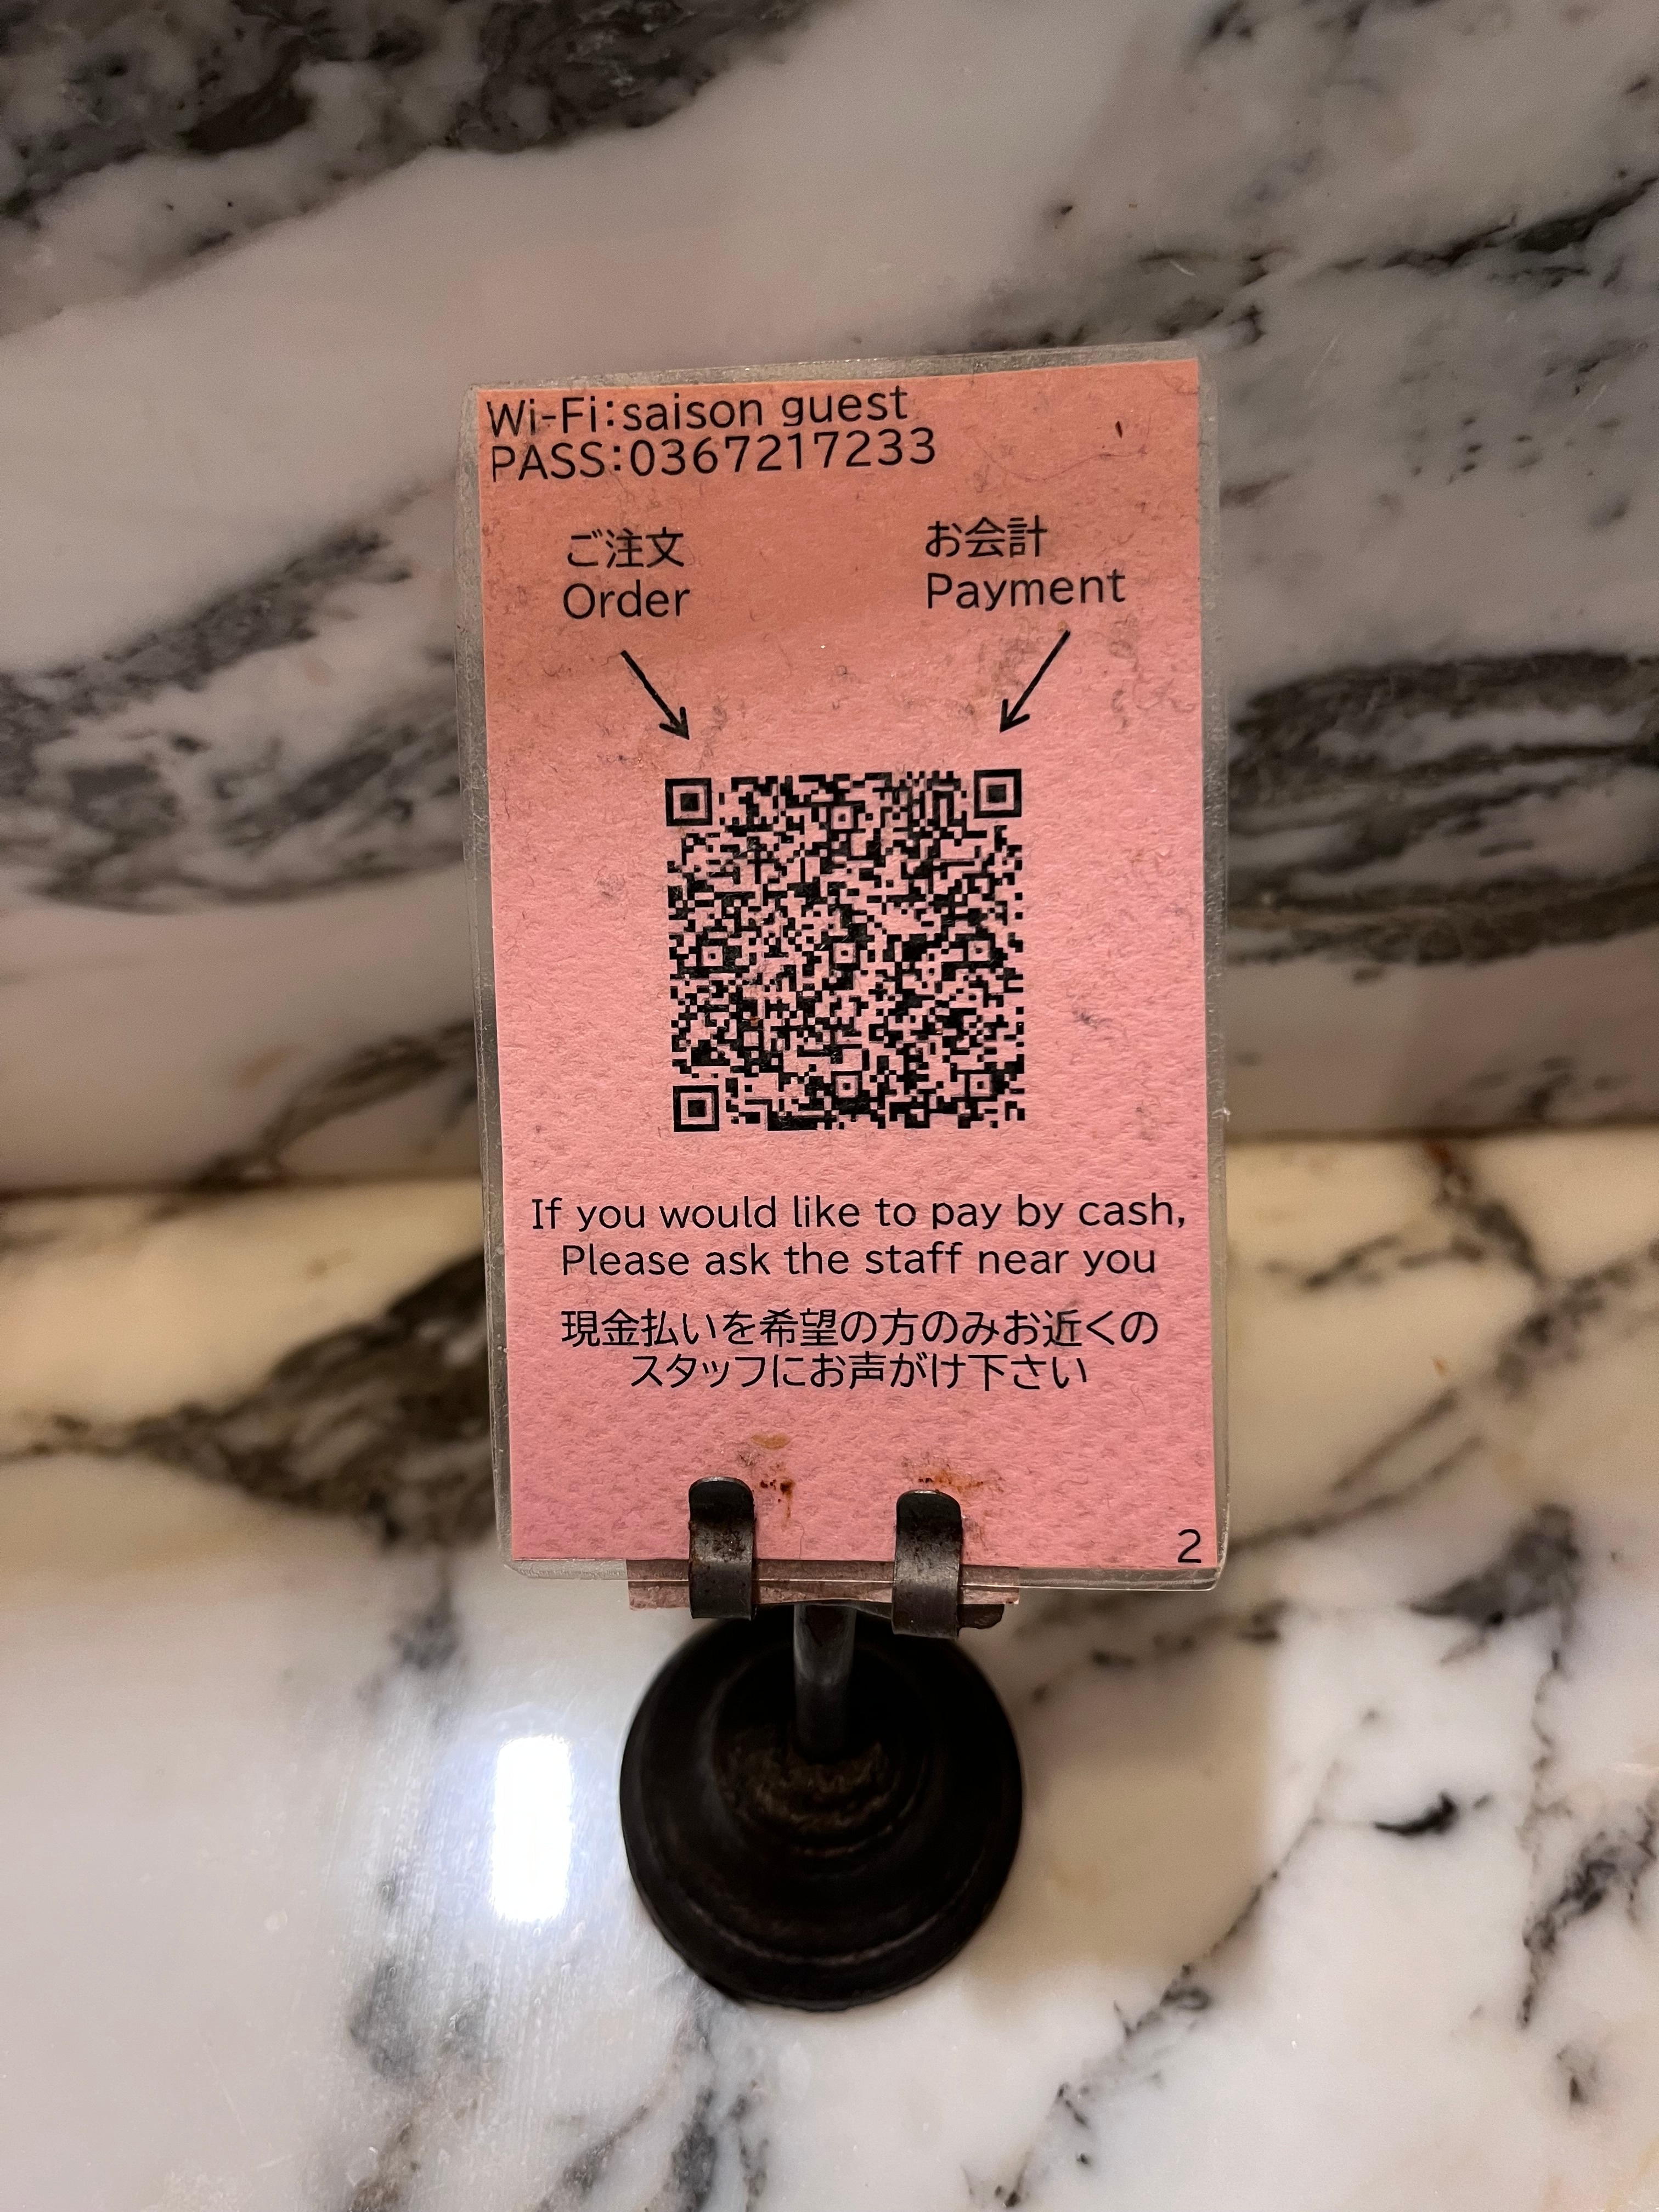 Wi-Fi:saison guest
PASS:0367217233
ご注文
Order
お会計
Payment
If you would like to pay by cash,
Please ask the staff near you
現金払いを希望の方のみお近くの
スタッフにお声がけ下さい
2